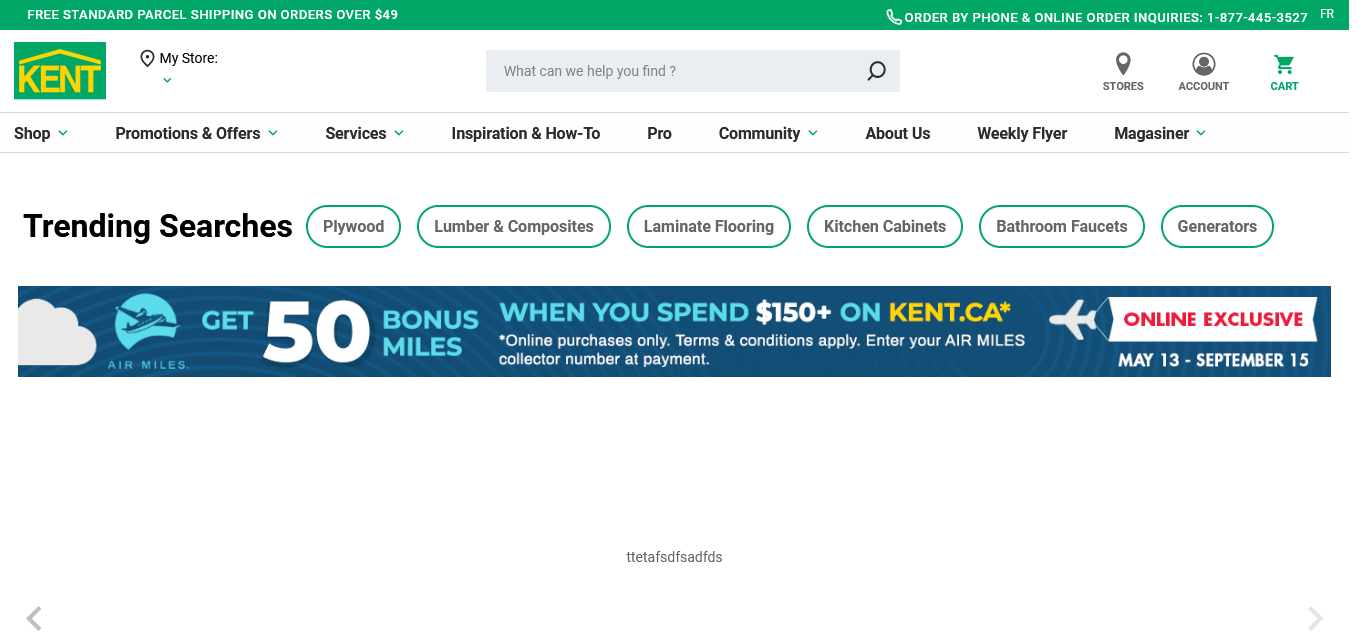 FREE STANDARD PARCEL SHIPPING ON ORDERS OVER $49
ORDER BY PHONE & ONLINE ORDER INQUIRIES: 1-877-445-3527 FR
KENT
My Store:
What can we help you find ?
STORES ACCOUNT CART
Shop Promotions & Offers Services Inspiration & How-To Pro Community About Us Weekly Flyer Magasiner
Trending Searches Plywood Lumber & Composites Laminate Flooring Kitchen Cabinets Bathroom Faucets Generators
AIR MILES.
GET 50 BONUS MILES
WHEN YOU SPEND $150+ ON KENT.CA*
*Online purchases only. Terms & conditions apply. Enter your AIR MILES
collector number at payment.
ONLINE EXCLUSIVE
MAY 13 - SEPTEMBER 15
ttetafsdfsadfds